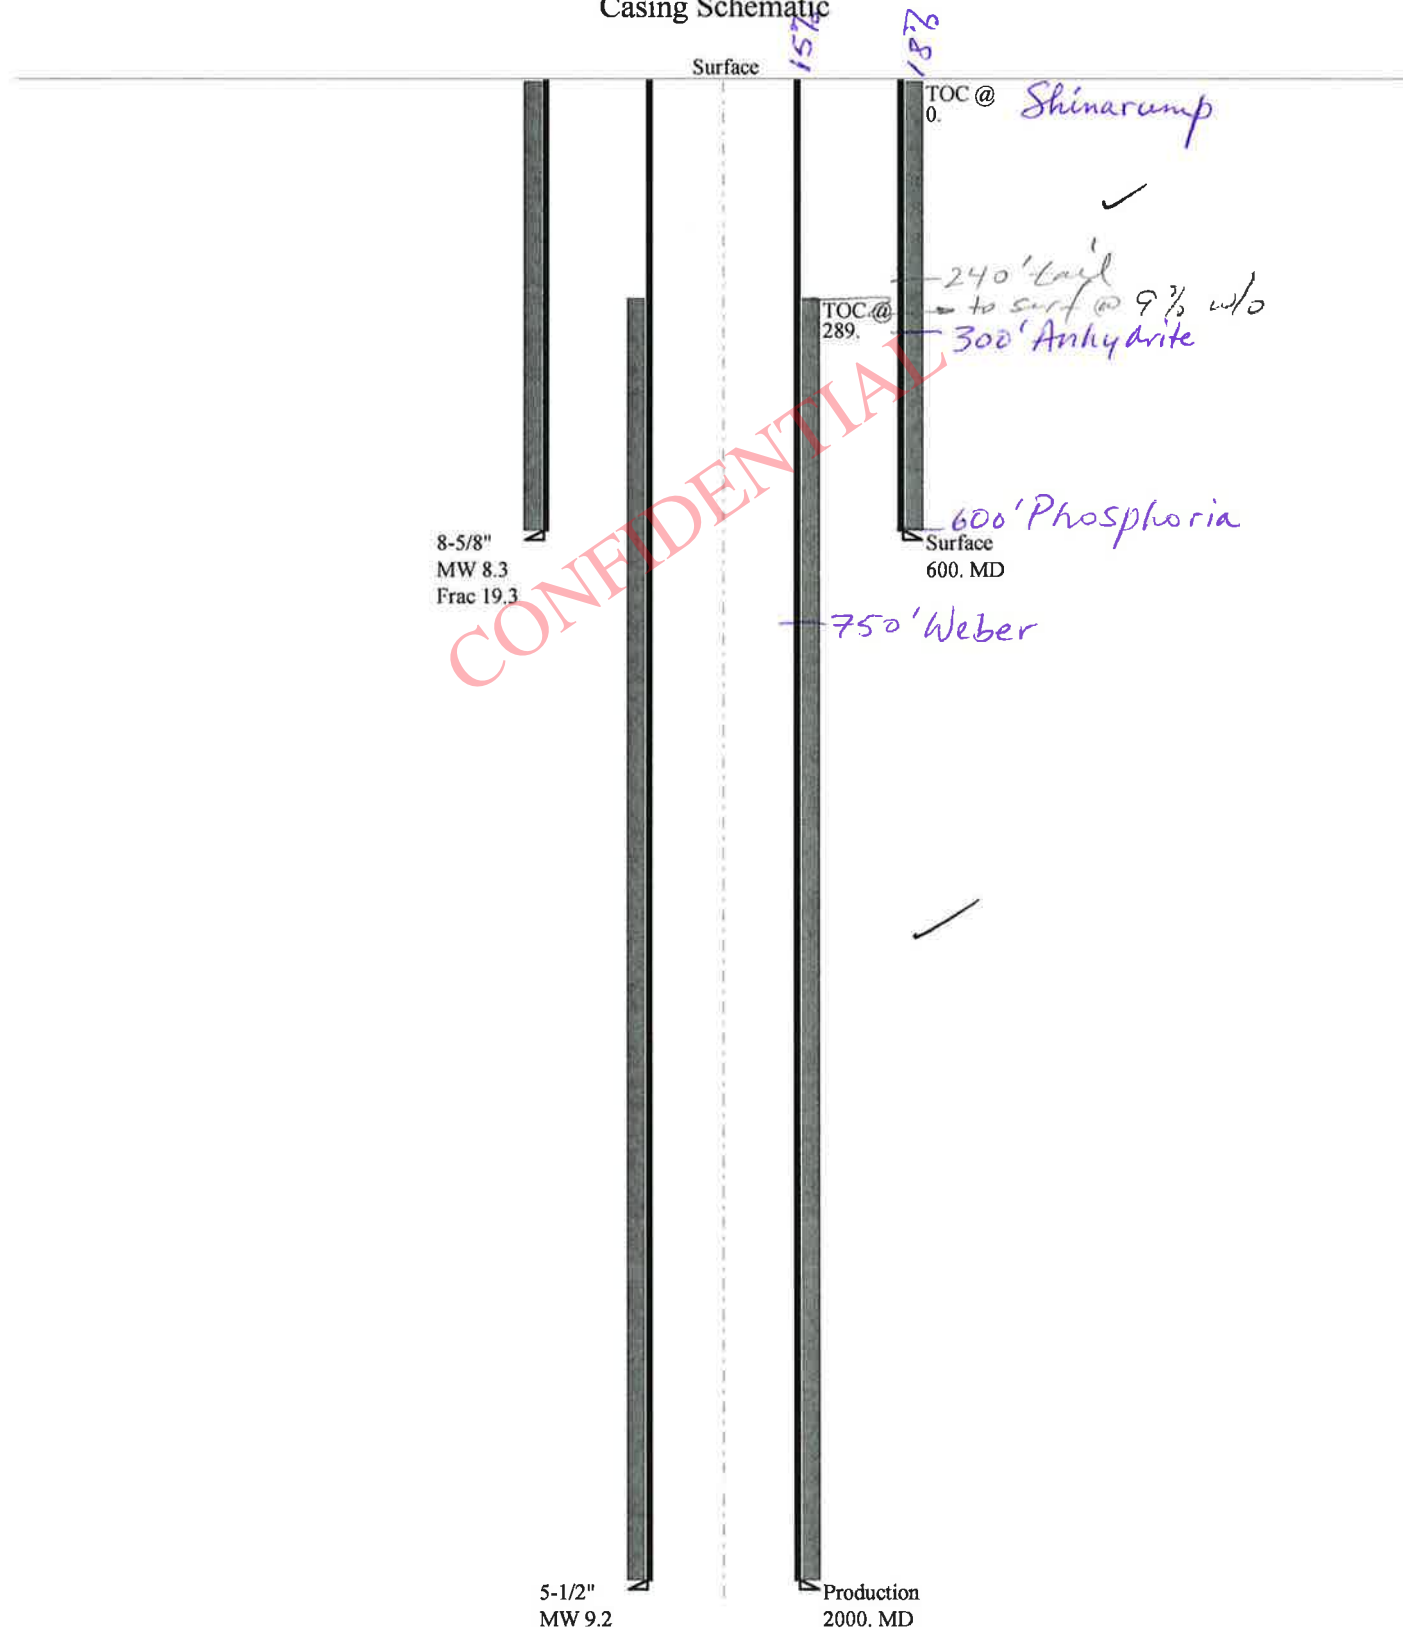 Casing Schematic
15%
18%
Surface
TOC @
0.
Shinarump
240' tail
to surf @ 9% w/o
TOC @
289.
300' Anhydrite
CONFIDENTIAL
600' Phosphoria
8-5/8"
MW 8.3
Frac 19.3
Surface
600. MD
750' Weber
5-1/2"
MW 9.2
Production
2000. MD